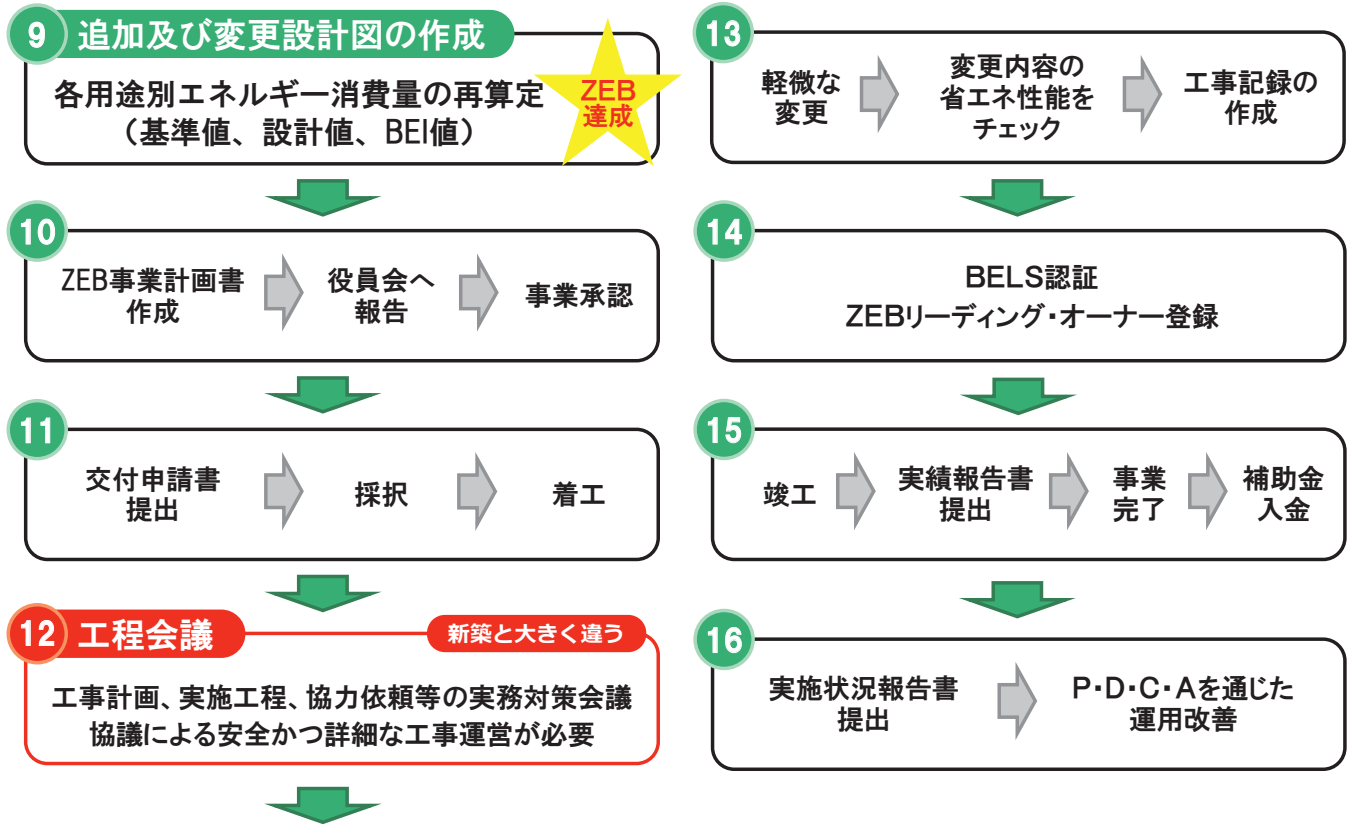 9 追加及び変更設計図の作成
各用途別エネルギー消費量の再算定
（基準値、設計値、BEI値）
ZEB
達成
10
ZEB事業計画書
作成
役員会へ
報告
事業承認
11
交付申請書
提出
採択
着工
12 工程会議
新築と大きく違う
工事計画、実施工程、協力依頼等の実務対策会議
協議による安全かつ詳細な工事運営が必要
13
軽微な
変更
変更内容の
省エネ性能を
チェック
工事記録の
作成
14
BELS認証
ZEBリーディング・オーナー登録
15
竣工
実績報告書
提出
事業
完了
補助金
入金
16
実施状況報告書
提出
P・D・C・Aを通じた
運用改善